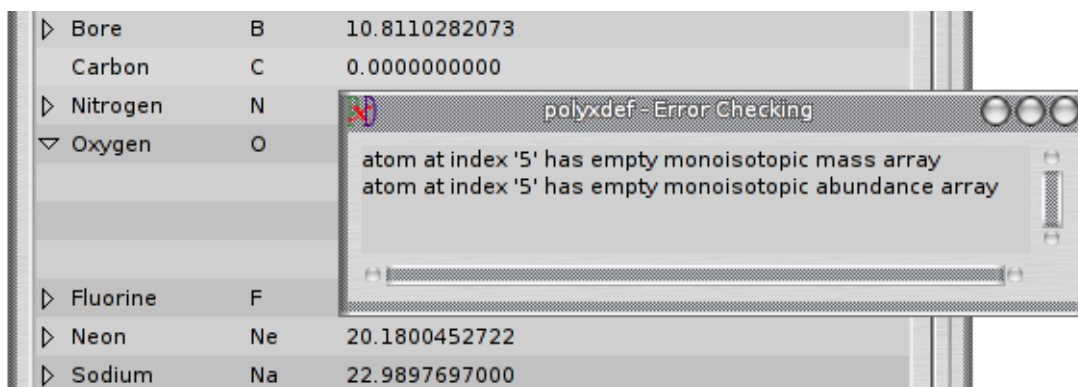 Bore B 10.8110282073
Carbon C 0.0000000000
Nitrogen N
polyxdef - Error Checking
Oxygen O
atom at index '5' has empty monoisotopic mass array
atom at index '5' has empty monoisotopic abundance array
Fluorine F
Neon Ne 20.1800452722
Sodium Na 22.9897697000